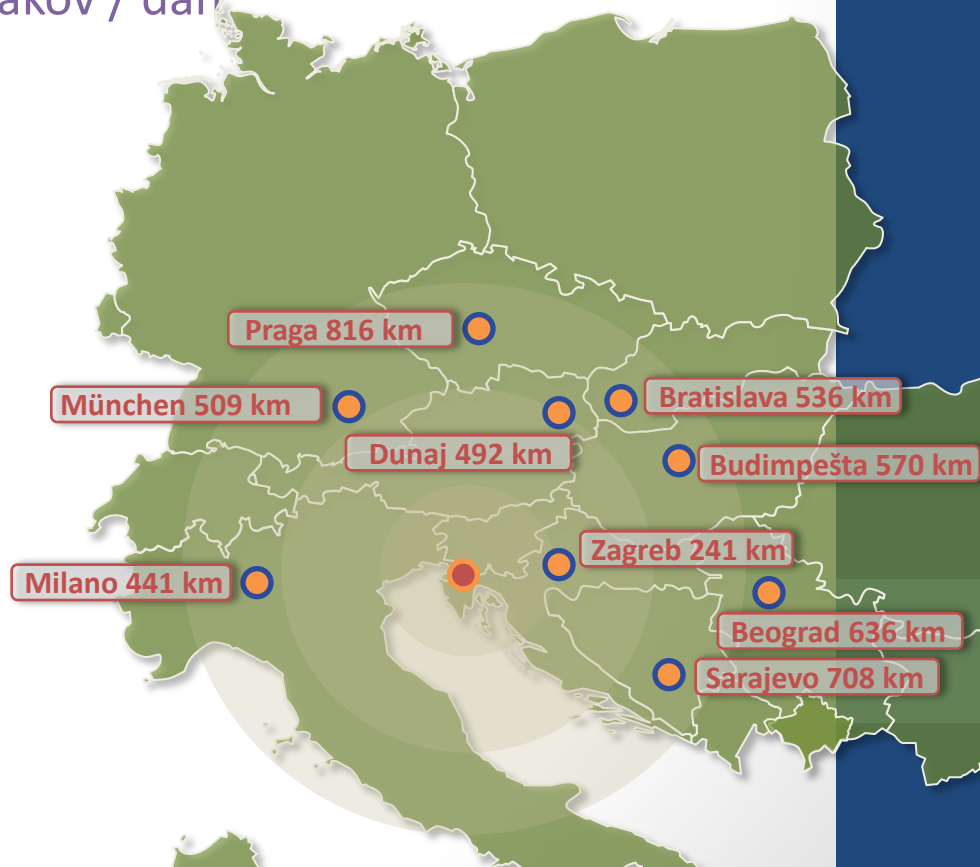 Praga 816 km
München 509 km
Bratislava 536 km
Dunaj 492 km
Budimpešta 570 km
Zagreb 241 km
Milano 441 km
Beograd 636 km
Sarajevo 708 km